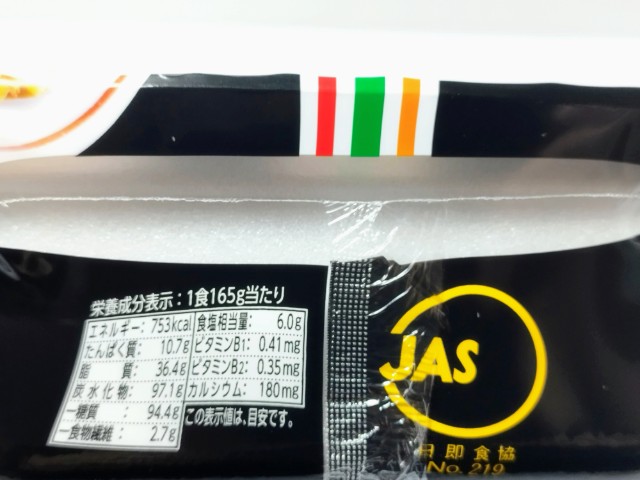 栄養成分表示：1食165g当たり
エネルギー： 753kcal
たんぱく質： 10.7g
脂 質： 36.4g
炭水化物： 97.1g
－糖質 ： 94.4g
－食物繊維： 2.7g
食塩相当量： 6.0g
ビタミンB1： 0.41mg
ビタミンB2： 0.35mg
カルシウム： 180mg
この表示値は、目安です。
JAS
日即食協
No. 219